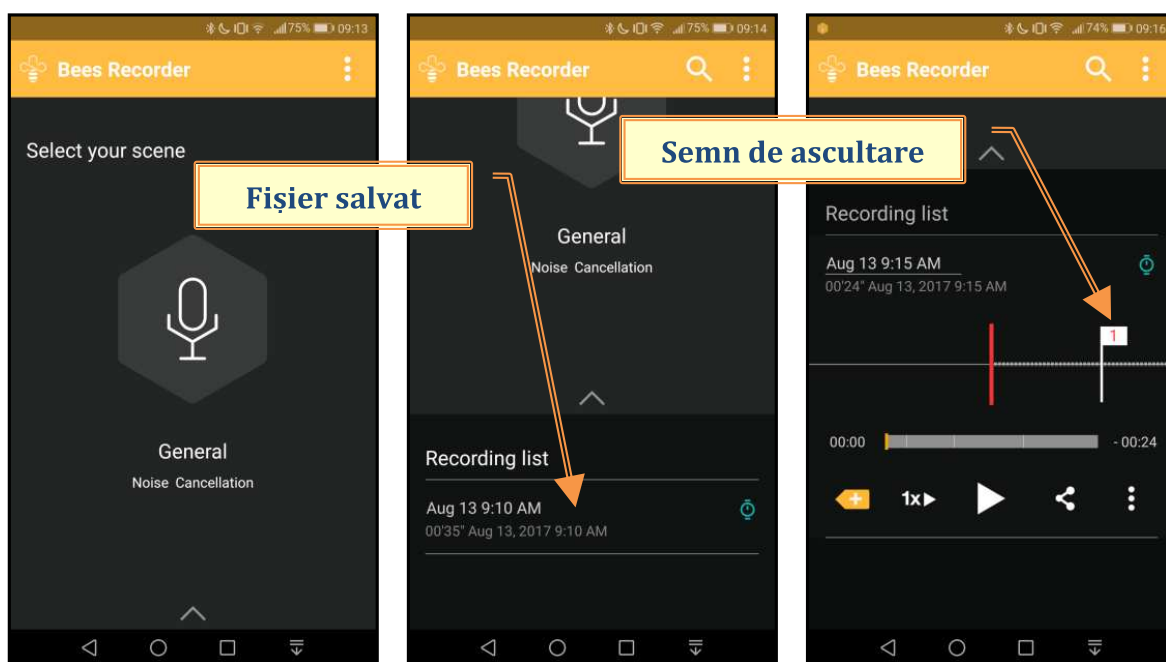 75% 09:13
Bees Recorder
Select your scene
General
Noise Cancellation
75% 09:14
Bees Recorder
Fișier salvat
General
Noise Cancellation
Recording list
Aug 13 9:10 AM
00'35" Aug 13, 2017 9:10 AM
74% 09:16
Bees Recorder
Semn de ascultare
Recording list
Aug 13 9:15 AM
00'24" Aug 13, 2017 9:15 AM
1
00:00 - 00:24
1x